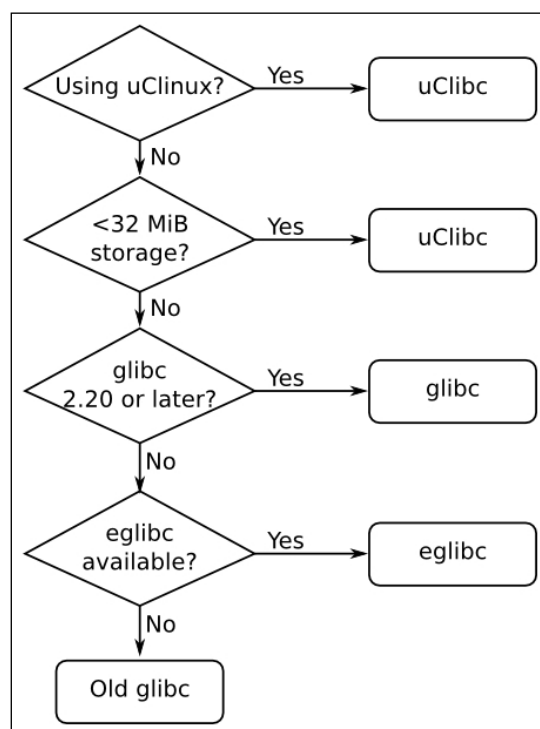 Using uClinux?
Yes
uClibc
No
<32 MiB
storage?
Yes
uClibc
No
glibc
2.20 or later?
Yes
glibc
No
eglibc
available?
Yes
eglibc
No
Old glibc